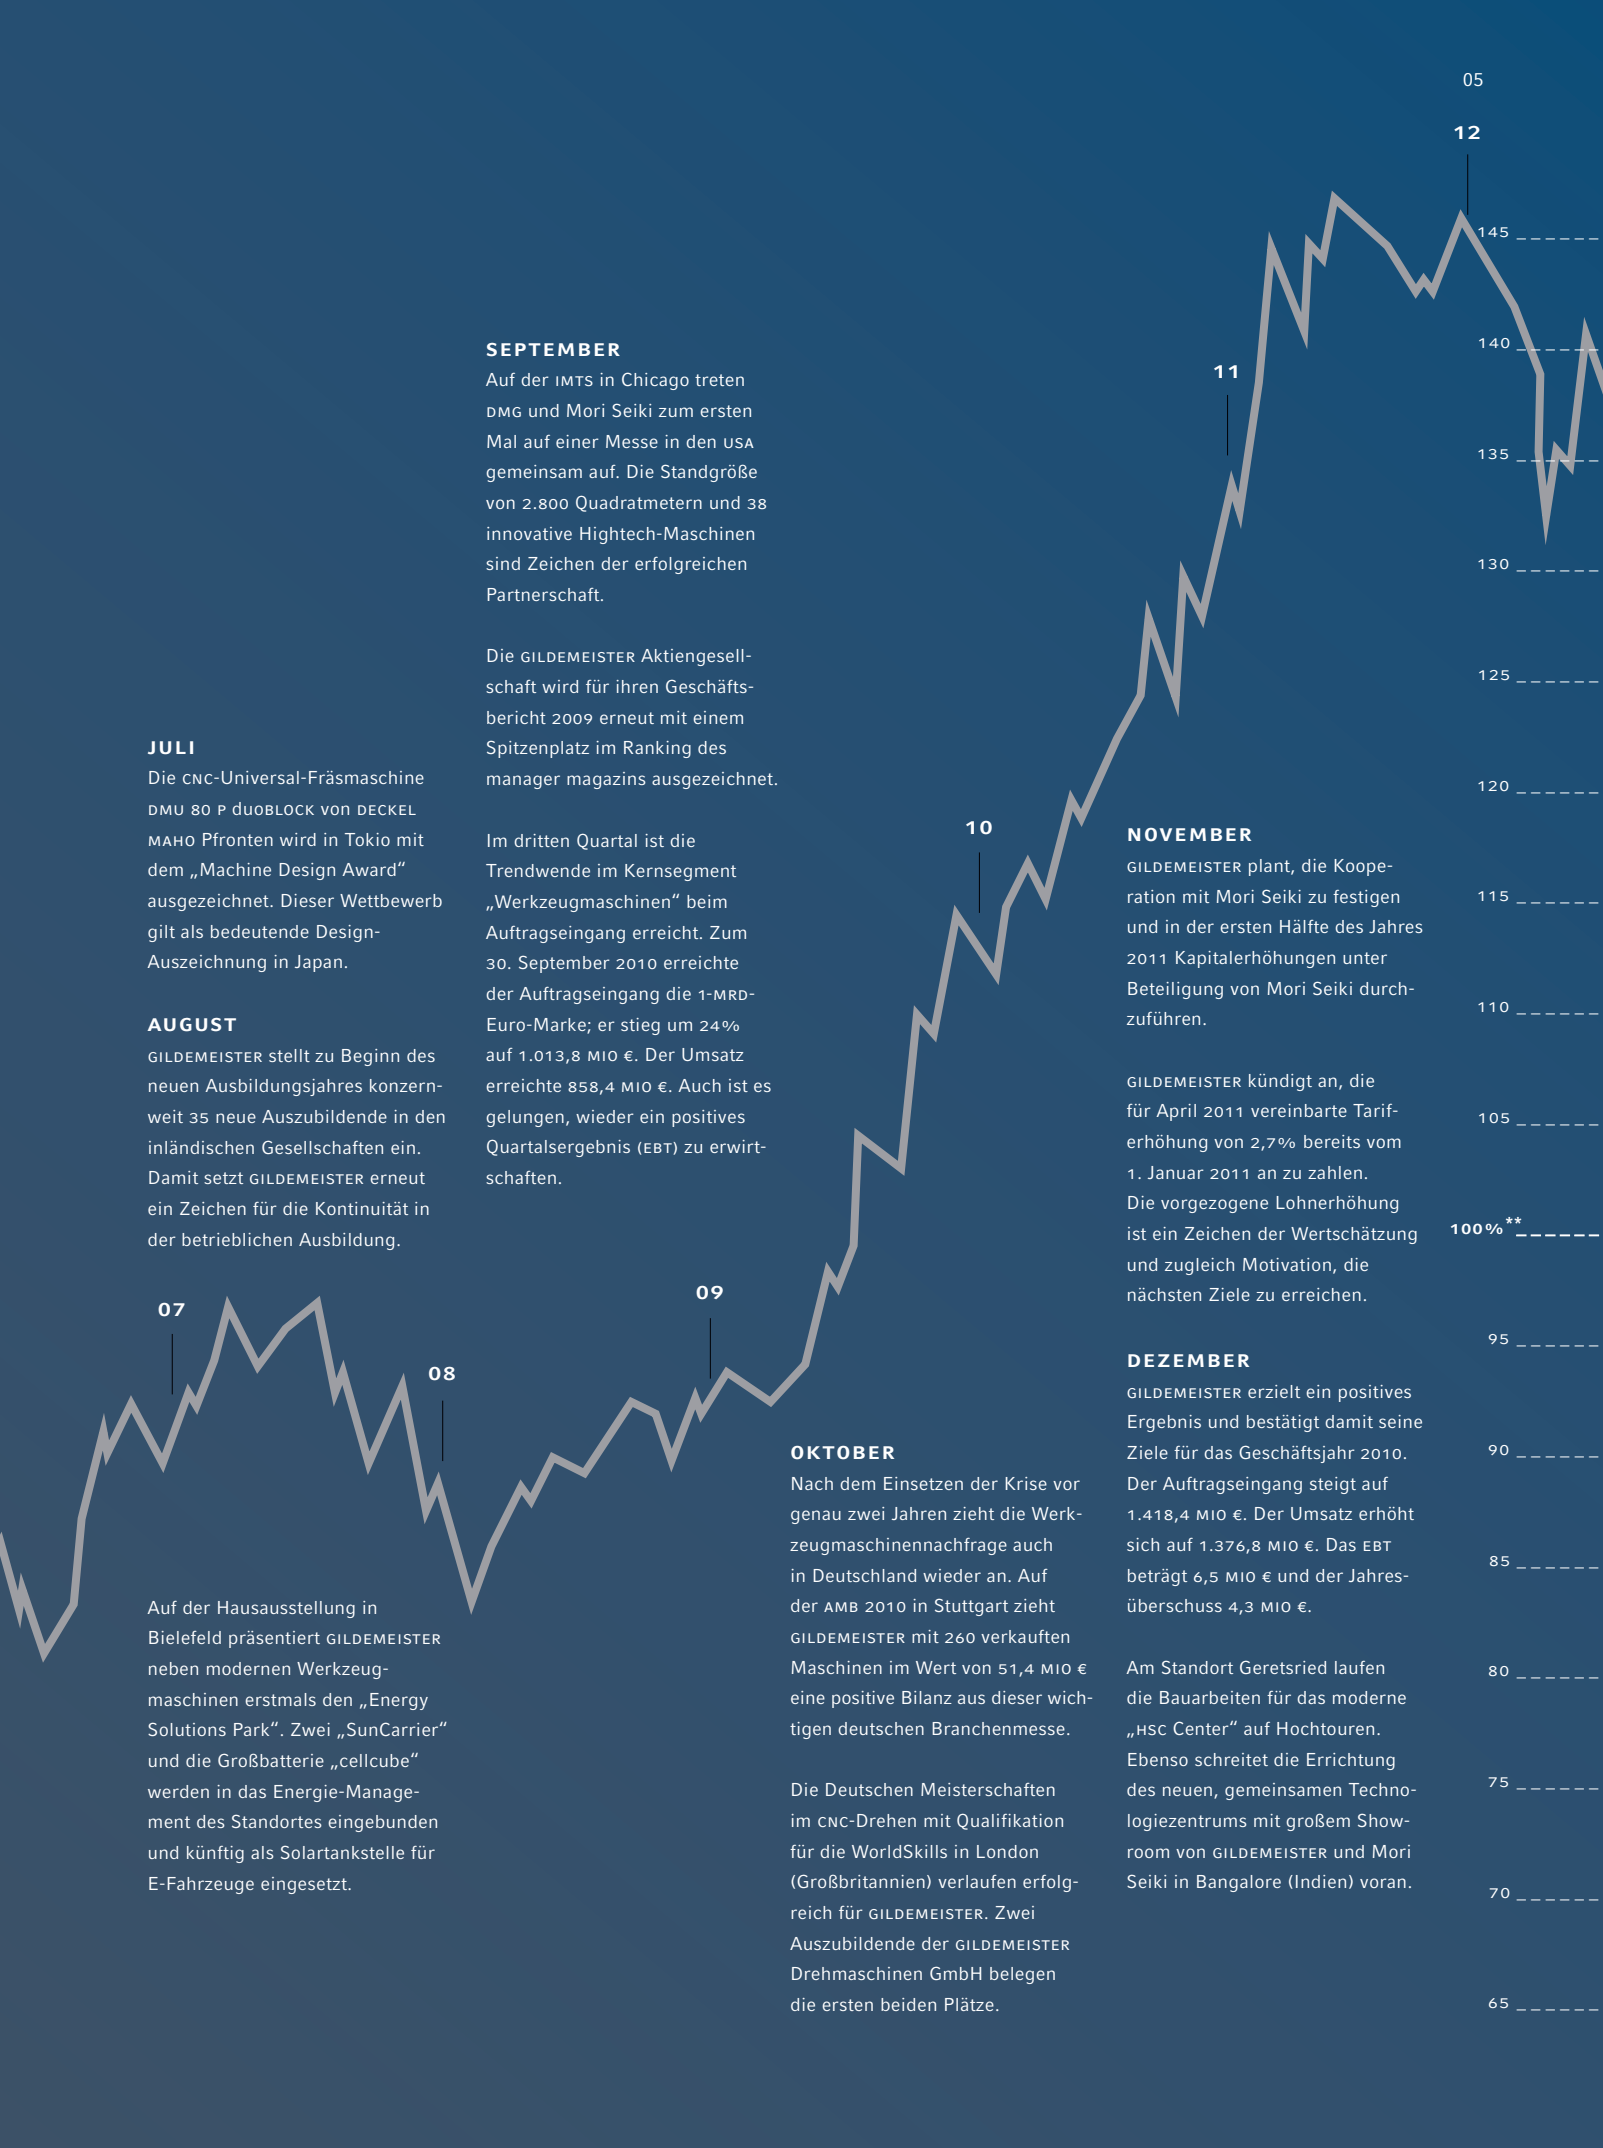 05
JULI
Die CNC-Universal-Fräsmaschine
DMU 80 P duoBLOCK von DECKEL
MAHO Pfronten wird in Tokio mit
dem „Machine Design Award“
ausgezeichnet. Dieser Wettbewerb
gilt als bedeutende Design-
Auszeichnung in Japan.
AUGUST
GILDEMEISTER stellt zu Beginn des
neuen Ausbildungsjahres konzern-
weit 35 neue Auszubildende in den
inländischen Gesellschaften ein.
Damit setzt GILDEMEISTER erneut
ein Zeichen für die Kontinuität in
der betrieblichen Ausbildung.
07
08
Auf der Hausausstellung in
Bielefeld präsentiert GILDEMEISTER
neben modernen Werkzeug-
maschinen erstmals den „Energy
Solutions Park“. Zwei „SunCarrier“
und die Großbatterie „cellcube“
werden in das Energie-Manage-
ment des Standortes eingebunden
und künftig als Solartankstelle für
E-Fahrzeuge eingesetzt.
SEPTEMBER
Auf der IMTS in Chicago treten
DMG und Mori Seiki zum ersten
Mal auf einer Messe in den USA
gemeinsam auf. Die Standgröße
von 2.800 Quadratmetern und 38
innovative Hightech-Maschinen
sind Zeichen der erfolgreichen
Partnerschaft.
Die GILDEMEISTER Aktiengesell-
schaft wird für ihren Geschäfts-
bericht 2009 erneut mit einem
Spitzenplatz im Ranking des
manager magazins ausgezeichnet.
Im dritten Quartal ist die
Trendwende im Kernsegment
„Werkzeugmaschinen“ beim
Auftragseingang erreicht. Zum
30. September 2010 erreichte
der Auftragseingang die 1-MRD-
Euro-Marke; er stieg um 24%
auf 1.013,8 MIO €. Der Umsatz
erreichte 858,4 MIO €. Auch ist es
gelungen, wieder ein positives
Quartalsergebnis (EBT) zu erwirt-
schaften.
09
10
OKTOBER
Nach dem Einsetzen der Krise vor
genau zwei Jahren zieht die Werk-
zeugmaschinennachfrage auch
in Deutschland wieder an. Auf
der AMB 2010 in Stuttgart zieht
GILDEMEISTER mit 260 verkauften
Maschinen im Wert von 51,4 MIO €
eine positive Bilanz aus dieser wich-
tigen deutschen Branchenmesse.
Die Deutschen Meisterschaften
im CNC-Drehen mit Qualifikation
für die WorldSkills in London
(Großbritannien) verlaufen erfolg-
reich für GILDEMEISTER. Zwei
Auszubildende der GILDEMEISTER
Drehmaschinen GmbH belegen
die ersten beiden Plätze.
11
12
NOVEMBER
GILDEMEISTER plant, die Koope-
ration mit Mori Seiki zu festigen
und in der ersten Hälfte des Jahres
2011 Kapitalerhöhungen unter
Beteiligung von Mori Seiki durch-
zuführen.
GILDEMEISTER kündigt an, die
für April 2011 vereinbarte Tarif-
erhöhung von 2,7% bereits vom
1. Januar 2011 an zu zahlen.
Die vorgezogene Lohnerhöhung
ist ein Zeichen der Wertschätzung
und zugleich Motivation, die
nächsten Ziele zu erreichen.
DEZEMBER
GILDEMEISTER erzielt ein positives
Ergebnis und bestätigt damit seine
Ziele für das Geschäftsjahr 2010.
Der Auftragseingang steigt auf
1.418,4 MIO €. Der Umsatz erhöht
sich auf 1.376,8 MIO €. Das EBT
beträgt 6,5 MIO € und der Jahres-
überschuss 4,3 MIO €.
Am Standort Geretsried laufen
die Bauarbeiten für das moderne
„HSC Center“ auf Hochtouren.
Ebenso schreitet die Errichtung
des neuen, gemeinsamen Techno-
logiezentrums mit großem Show-
room von GILDEMEISTER und Mori
Seiki in Bangalore (Indien) voran.
145
140
135
130
125
120
115
110
105
100%**
95
90
85
80
75
70
65